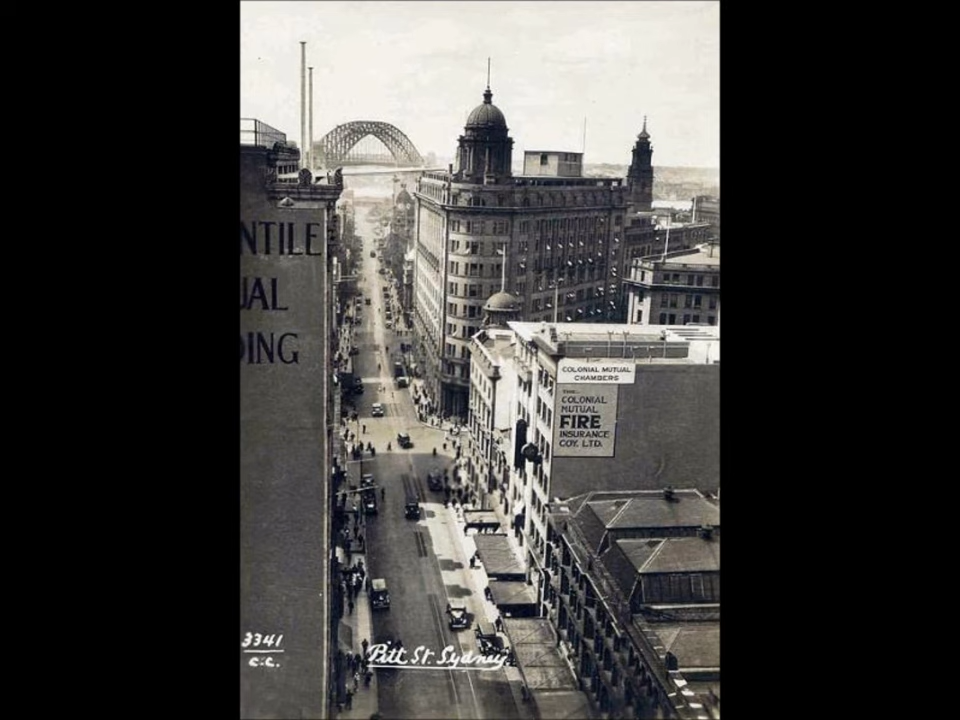 NTILE
UAL
DING
COLONIAL MUTUAL
CHAMBERS
THE
COLONIAL
MUTUAL
FIRE
INSURANCE
COY. LTD.
3341
C.C.
Pitt St. Sydney.